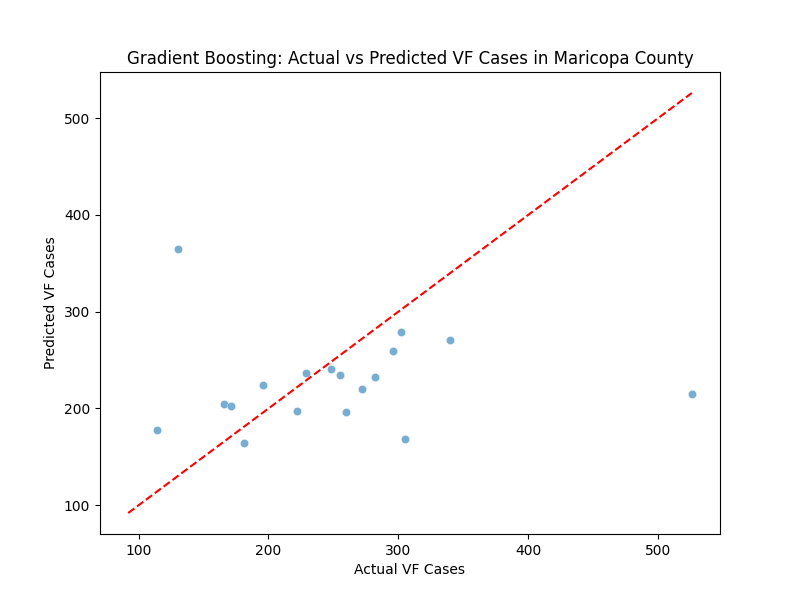 Gradient Boosting: Actual vs Predicted VF Cases in Maricopa County
Predicted VF Cases
500
400
300
200
100
100 200 300 400 500
Actual VF Cases